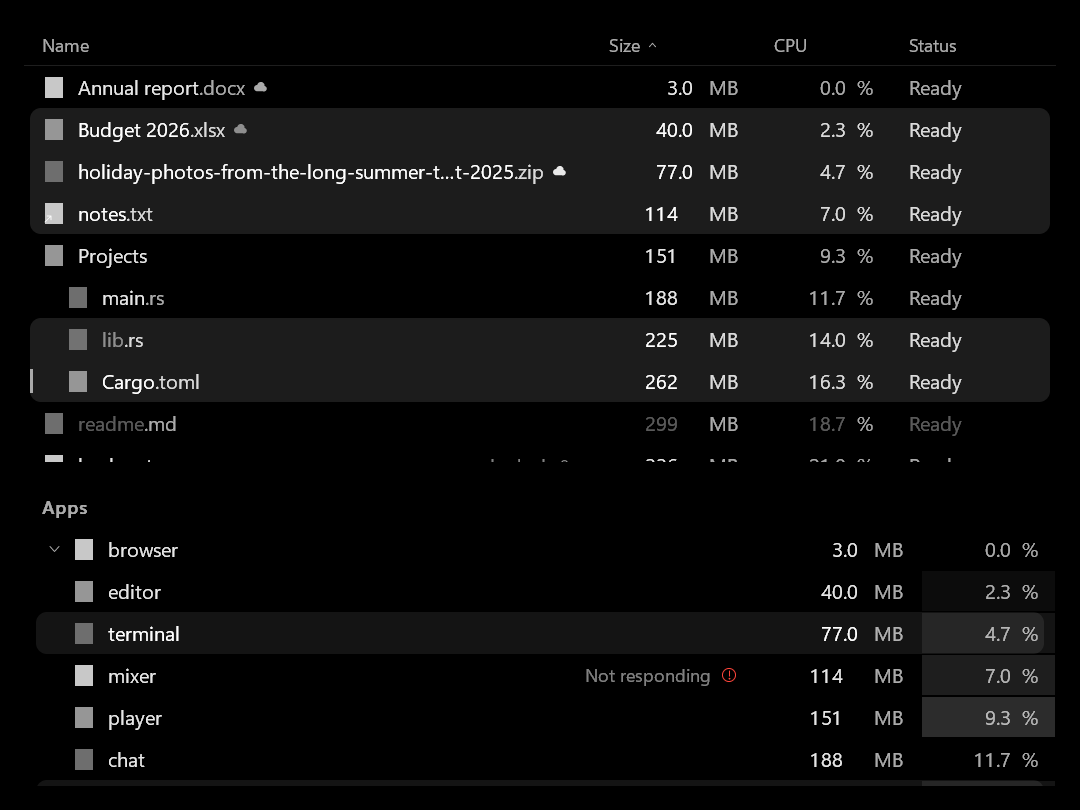 Name Size CPU Status
Annual report.docx 3.0 MB 0.0 % Ready
Budget 2026.xlsx 40.0 MB 2.3 % Ready
holiday-photos-from-the-long-summer-t...t-2025.zip 77.0 MB 4.7 % Ready
notes.txt 114 MB 7.0 % Ready
Projects 151 MB 9.3 % Ready
main.rs 188 MB 11.7 % Ready
lib.rs 225 MB 14.0 % Ready
Cargo.toml 262 MB 16.3 % Ready
readme.md 299 MB 18.7 % Ready
Apps
browser 3.0 MB 0.0 %
editor 40.0 MB 2.3 %
terminal 77.0 MB 4.7 %
mixer Not responding 114 MB 7.0 %
player 151 MB 9.3 %
chat 188 MB 11.7 %